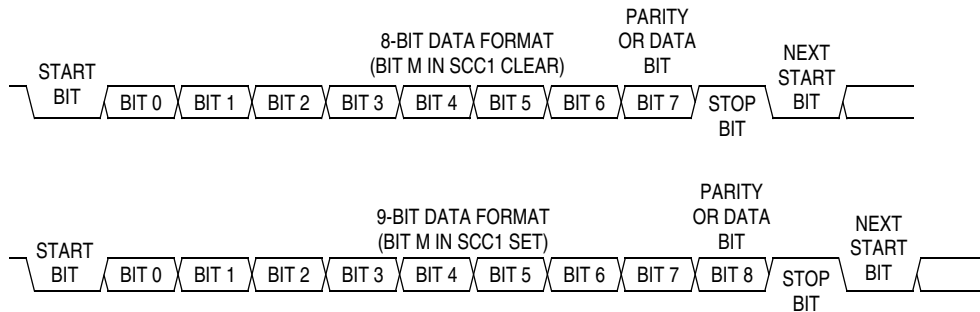 8-BIT DATA FORMAT
(BIT M IN SCC1 CLEAR)
PARITY
OR DATA
BIT
START
BIT
BIT 0
BIT 1
BIT 2
BIT 3
BIT 4
BIT 5
BIT 6
BIT 7
STOP
BIT
NEXT
START
BIT
9-BIT DATA FORMAT
(BIT M IN SCC1 SET)
PARITY
OR DATA
BIT
START
BIT
BIT 0
BIT 1
BIT 2
BIT 3
BIT 4
BIT 5
BIT 6
BIT 7
BIT 8
STOP
BIT
NEXT
START
BIT